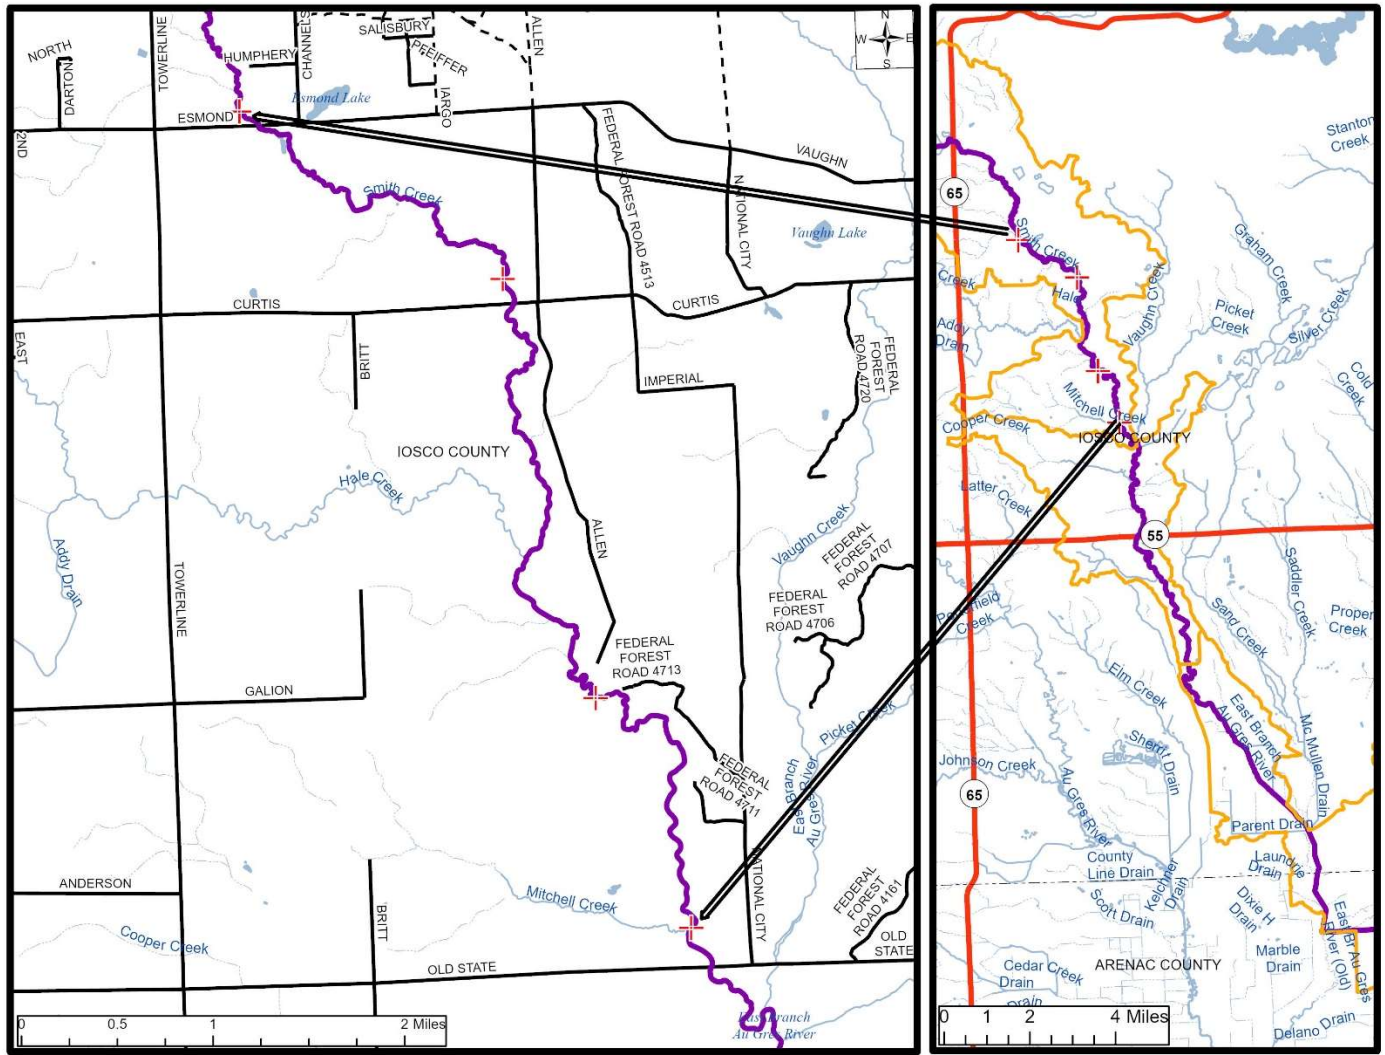 NORTH
DARTON
TOWERLINE
HUMPHERY
CHANNELS
SALISBURY
PFEIFFER
IARGO
ALLEN
N
W
E
S
Esmond Lake
ESMOND
2ND
FEDERAL FOREST ROAD 4513
VAUGHN
NATIONAL CITY
Smith Creek
Vaughn Lake
CURTIS
CURTIS
EAST
BRITT
IMPERIAL
FEDERAL
FOREST
ROAD 4720
IOSCO COUNTY
Hale Creek
Addy Drain
ALLEN
Vaughn Creek
FEDERAL
FOREST
ROAD 4707
TOWERLINE
FEDERAL
FOREST
ROAD 4706
FEDERAL
FOREST
ROAD 4713
GALION
Picket Creek
FEDERAL
FOREST
ROAD 4711
East Branch
Au Gres River
ANDERSON
BRITT
Mitchell Creek
NATIONAL CITY
FEDERAL
FOREST
ROAD 4161
Cooper Creek
OLD STATE
OLD
STATE
East Branch
Au Gres River
0 0.5 1 2 Miles
Stanton
Creek
65
Smith Creek
Creek
Hale
Vaughn Creek
Graham Creek
Picket
Creek
Silver Creek
Addy
Drain
Cold
Creek
Mitchell Creek
Cooper Creek
IOSCO COUNTY
Latter Creek
55
Saddler Creek
Sand Creek
Proper
Creek
Creek
Elm Creek
East Branch
Au Gres River
Mc Mullen Drain
Sherrit Drain
Johnson Creek
65
Au Gres River
Parent Drain
County
Line Drain
Laundrie
Drain
Kelchner
Drain
Scott Drain
Dixie H
Drain
East Br Au Gres
River (Old)
Marble
Drain
Cedar Creek
Drain
ARENAC COUNTY
Drain
0 1 2 4 Miles
Delano Drain